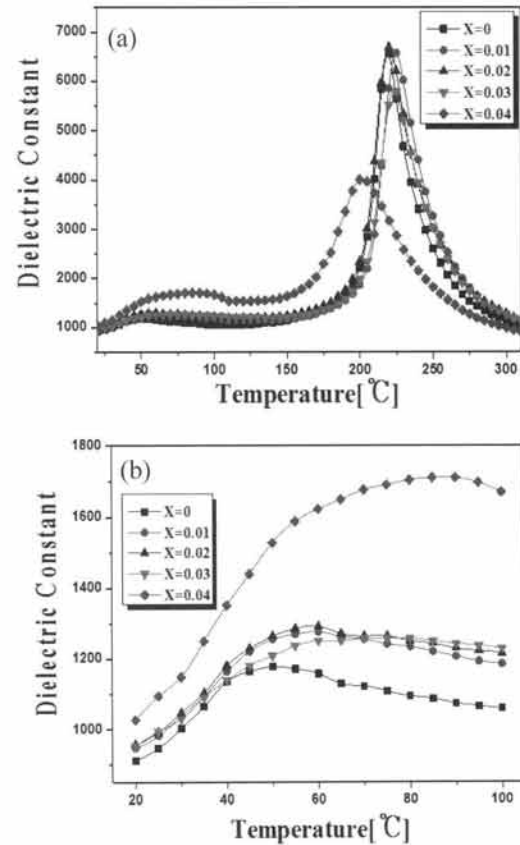 (a)
X=0
X=0.01
X=0.02
X=0.03
X=0.04
7000
6000
5000
4000
3000
2000
1000
Dielectric Constant
50 100 150 200 250 300
Temperature[℃]
(b)
X=0
X=0.01
X=0.02
X=0.03
X=0.04
1800
1600
1400
1200
1000
Dielectric Constant
20 40 60 80 100
Temperature[℃]